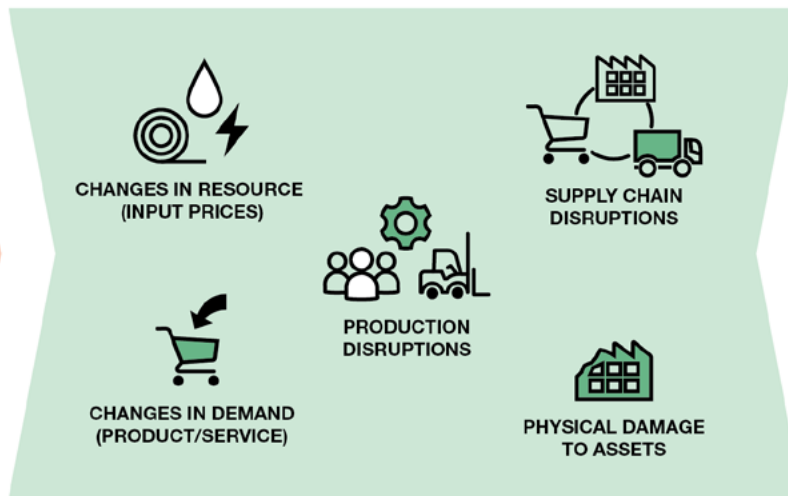 CHANGES IN RESOURCE
(INPUT PRICES)
SUPPLY CHAIN
DISRUPTIONS
PRODUCTION
DISRUPTIONS
CHANGES IN DEMAND
(PRODUCT/SERVICE)
PHYSICAL DAMAGE
TO ASSETS